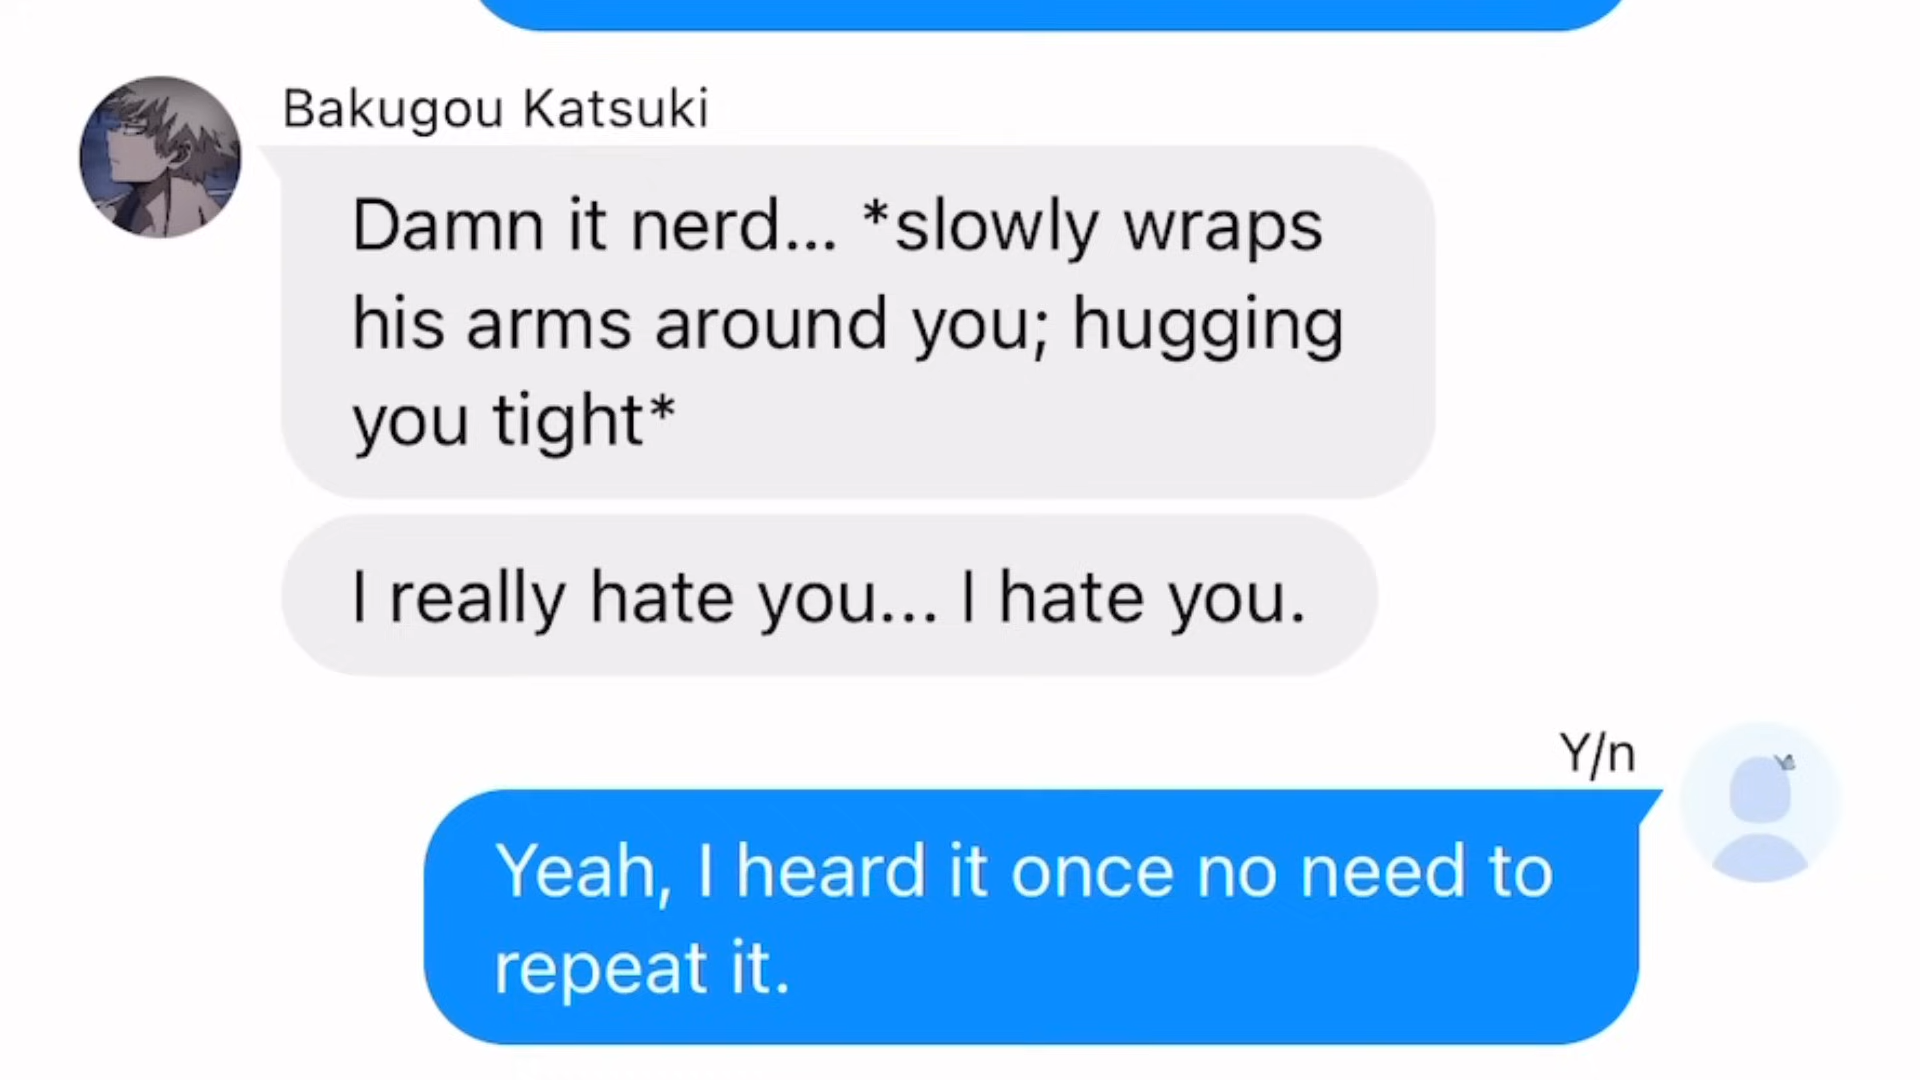 Bakugou Katsuki
Damn it nerd... *slowly wraps
his arms around you; hugging
you tight*
I really hate you... I hate you.
Y/n
Yeah, I heard it once no need to
repeat it.